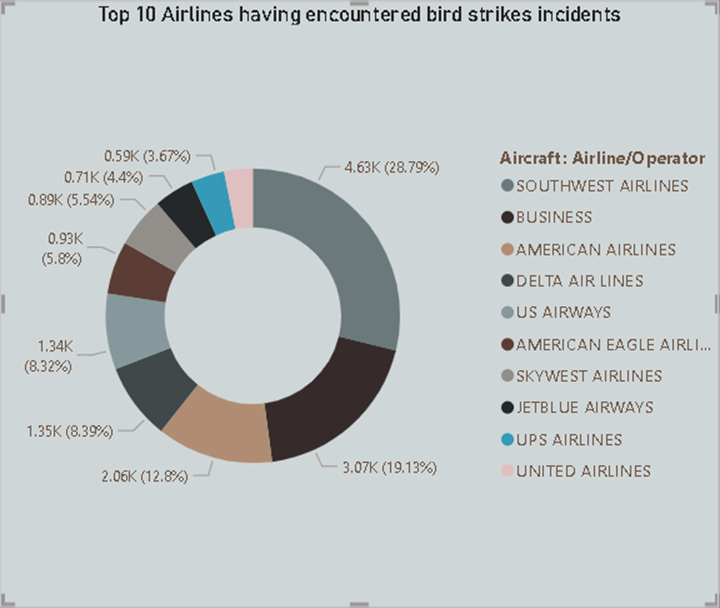 Top 10 Airlines having encountered bird strikes incidents
0.59K (3.67%)
0.71K (4.4%)
0.89K (5.54%)
0.93K
(5.8%)
1.34K
(8.32%)
1.35K (8.39%)
2.06K (12.8%)
3.07K (19.13%)
4.63K (28.79%)
Aircraft: Airline/Operator
SOUTHWEST AIRLINES
BUSINESS
AMERICAN AIRLINES
DELTA AIR LINES
US AIRWAYS
AMERICAN EAGLE AIRLI...
SKYWEST AIRLINES
JETBLUE AIRWAYS
UPS AIRLINES
UNITED AIRLINES